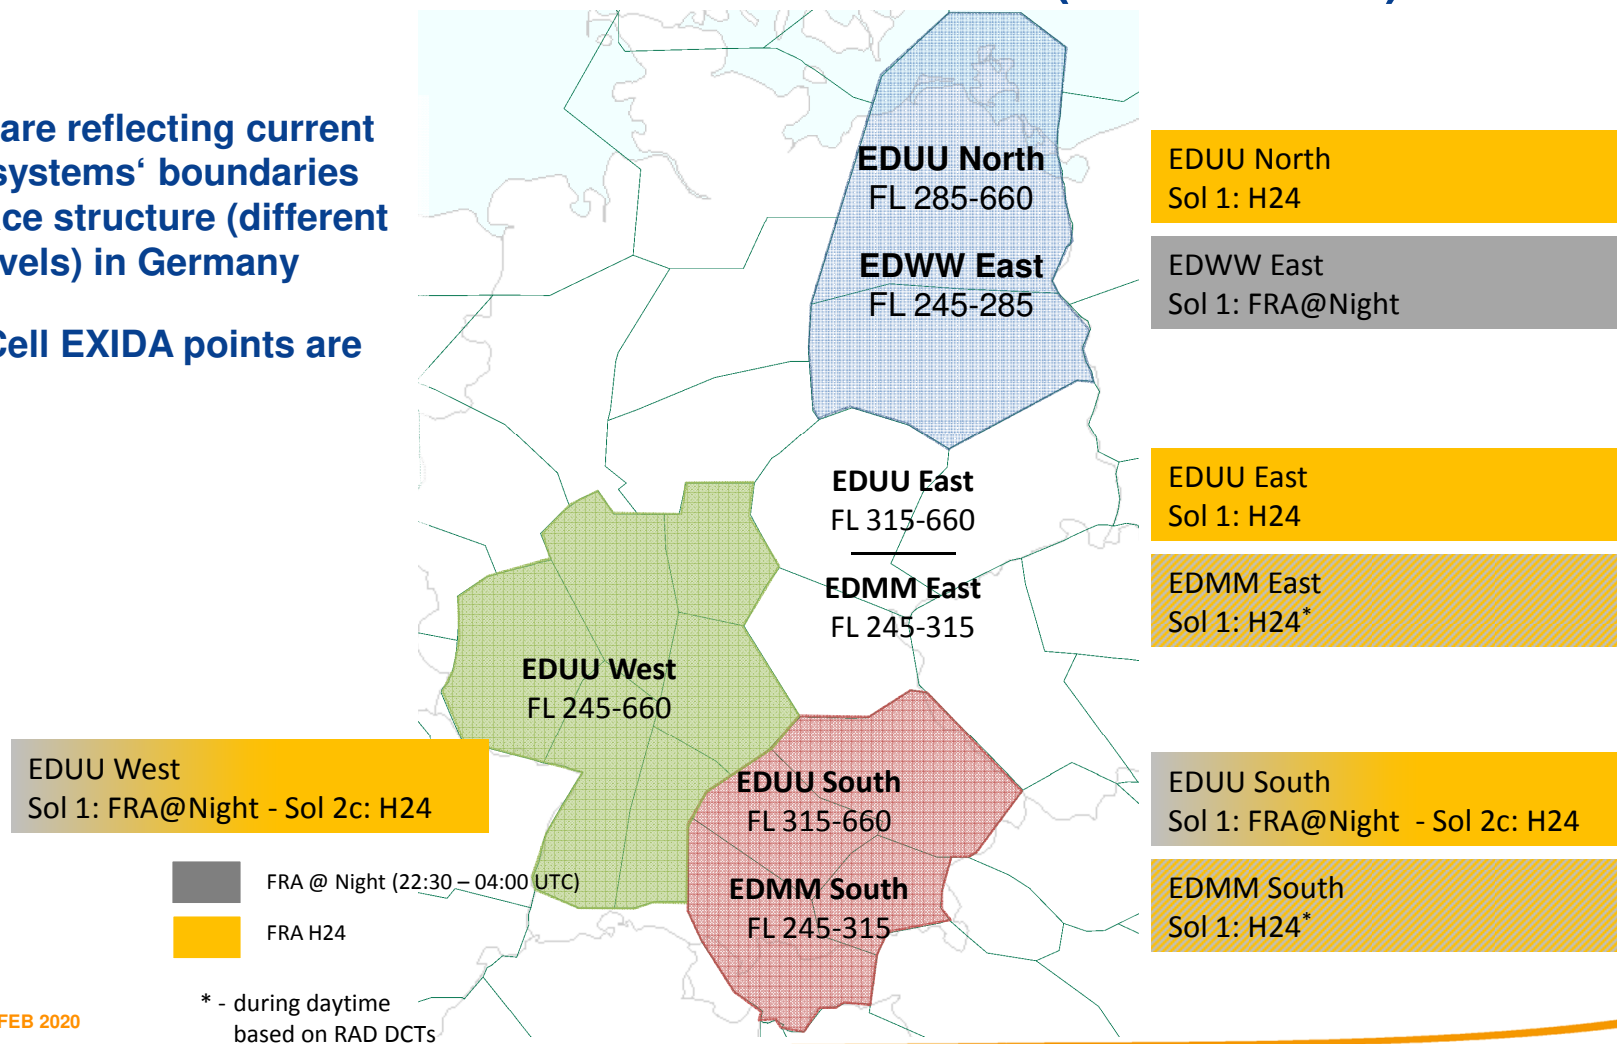 are reflecting current
systems‘ boundaries
ace structure (different
vels) in Germany
Cell EXIDA points are
EDUU North
FL 285-660
EDWW East
FL 245-285
EDUU East
FL 315-660
EDMM East
FL 245-315
EDUU West
FL 245-660
EDUU South
FL 315-660
EDMM South
FL 245-315
EDUU North
Sol 1: H24
EDWW East
Sol 1: FRA@Night
EDUU East
Sol 1: H24
EDMM East
Sol 1: H24*
EDUU South
Sol 1: FRA@Night - Sol 2c: H24
EDMM South
Sol 1: H24*
EDUU West
Sol 1: FRA@Night - Sol 2c: H24
FRA @ Night (22:30 – 04:00 UTC)
FRA H24
* - during daytime
based on RAD DCTs
FEB 2020